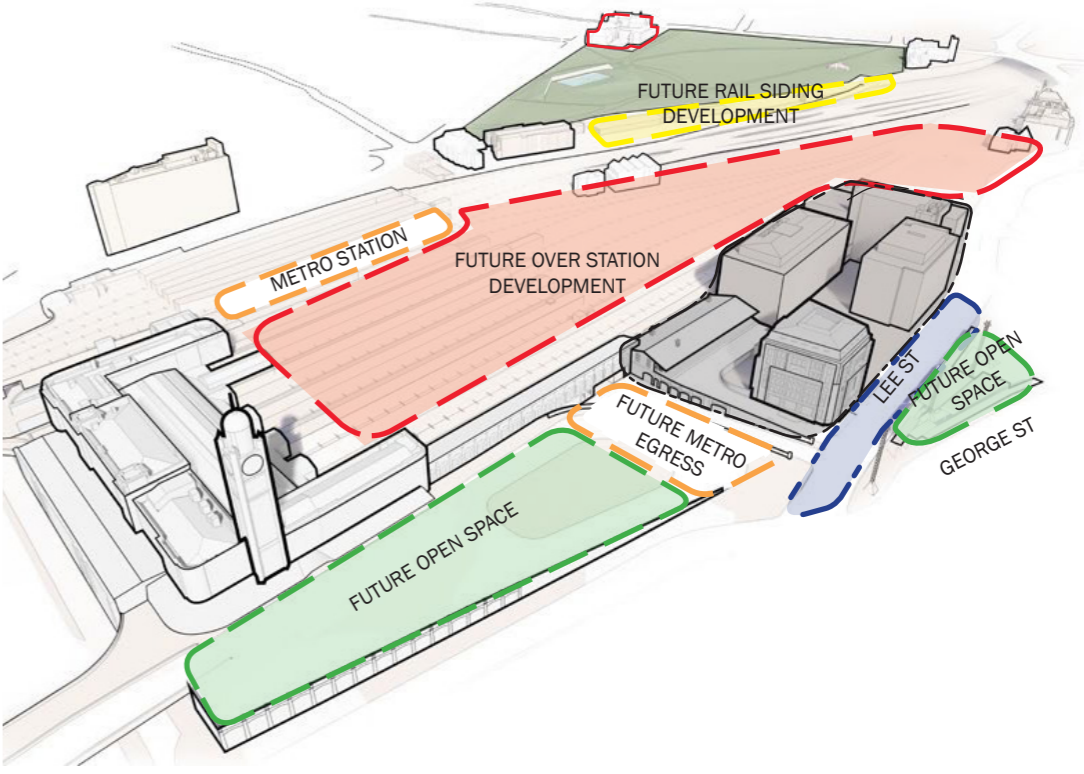 FUTURE RAIL SIDING
DEVELOPMENT
METRO STATION
FUTURE OVER STATION
DEVELOPMENT
LEE ST
FUTURE OPEN
SPACE
GEORGE ST
FUTURE METRO
EGRESS
FUTURE OPEN SPACE